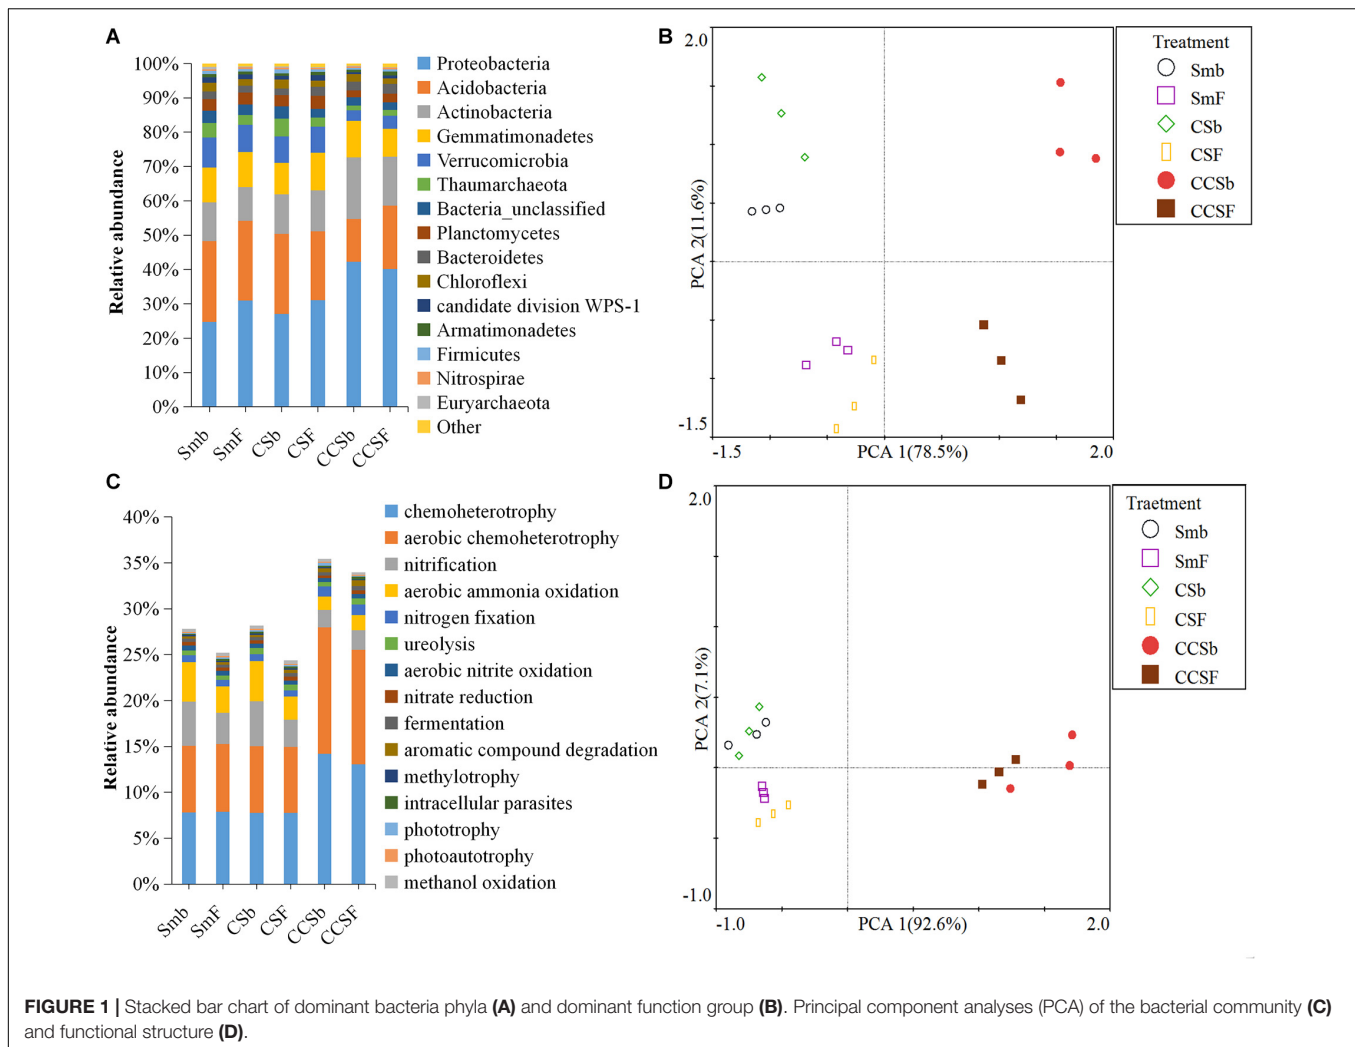 A
Relative abundance
100%
90%
80%
70%
60%
50%
40%
30%
20%
10%
0%
Smb
SmF
CSb
CSF
CCSb
CCSF
Proteobacteria
Acidobacteria
Actinobacteria
Gemmatimonadetes
Verrucomicrobia
Thaumarchaeota
Bacteria_unclassified
Planctomycetes
Bacteroidetes
Chloroflexi
candidate division WPS-1
Armatimonadetes
Firmicutes
Nitrospirae
Euryarchaeota
Other
B
2.0
PCA 2(11.6%)
-1.5
-1.5
PCA 1(78.5%)
2.0
Treatment
Smb
SmF
CSb
CSF
CCSb
CCSF
C
Relative abundance
40%
35%
30%
25%
20%
15%
10%
5%
0%
Smb
SmF
CSb
CSF
CCSb
CCSF
chemoheterotrophy
aerobic chemoheterotrophy
nitrification
aerobic ammonia oxidation
nitrogen fixation
ureolysis
aerobic nitrite oxidation
nitrate reduction
fermentation
aromatic compound degradation
methylotrophy
intracellular parasites
phototrophy
photoautotrophy
methanol oxidation
D
2.0
PCA 2(7.1%)
-1.0
-1.0
PCA 1(92.6%)
2.0
Traetment
Smb
SmF
CSb
CSF
CCSb
CCSF
FIGURE 1 | Stacked bar chart of dominant bacteria phyla (A) and dominant function group (B). Principal component analyses (PCA) of the bacterial community (C)
and functional structure (D).